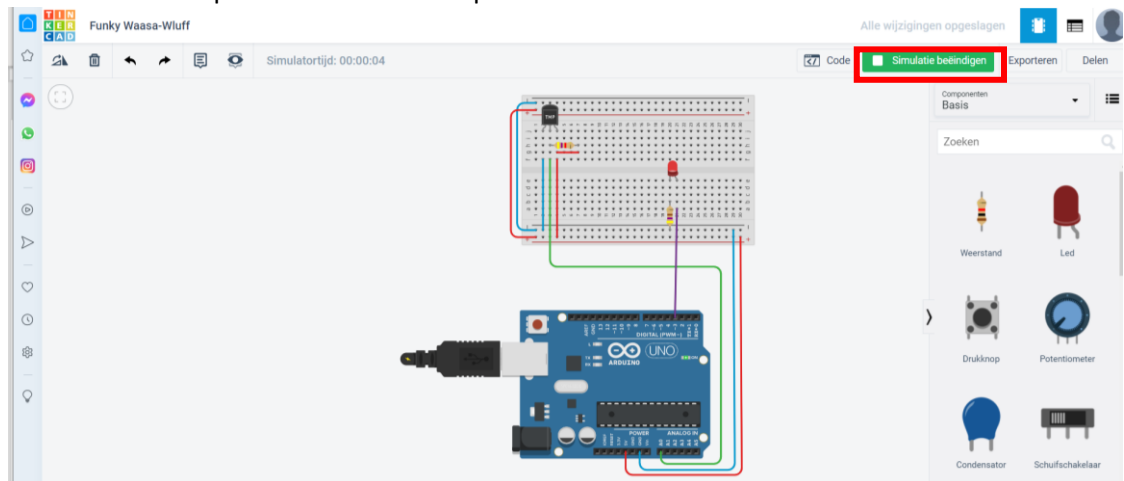 TIN
KER
CAD
Funky Waasa-Wluff
Alle wijzigingen opgeslagen
Simulatortijd: 00:00:04
Code
Simulatie beëindigen
Exporteren
Delen
Componenten
Basis
Zoeken
TMP
Weerstand
Led
Drukknop
Potentiometer
Condensator
Schuifschakelaar
DIGITAL (PWM~)
UNO
ARDUINO
POWER
ANALOG IN